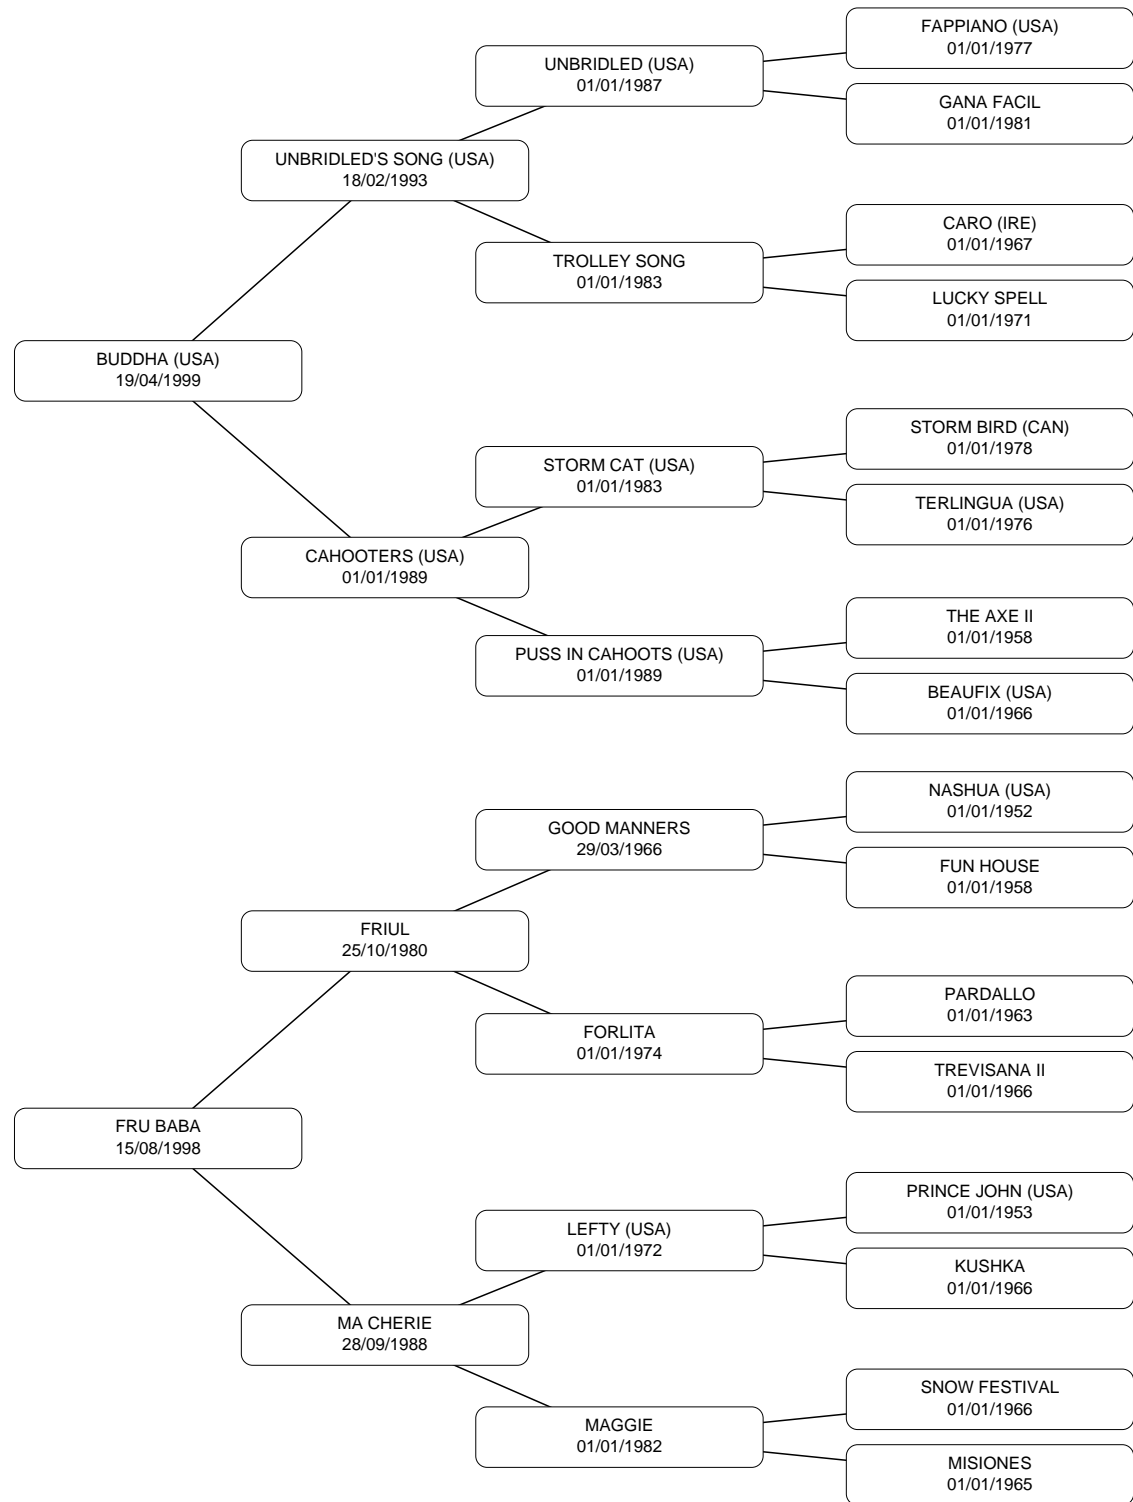 FAPPIANO (USA)
01/01/1977
UNBRIDLED (USA)
01/01/1987
GANA FACIL
01/01/1981
UNBRIDLED'S SONG (USA)
18/02/1993
CARO (IRE)
01/01/1967
TROLLEY SONG
01/01/1983
LUCKY SPELL
01/01/1971
BUDDHA (USA)
19/04/1999
STORM BIRD (CAN)
01/01/1978
STORM CAT (USA)
01/01/1983
TERLINGUA (USA)
01/01/1976
CAHOOTERS (USA)
01/01/1989
THE AXE II
01/01/1958
PUSS IN CAHOOTS (USA)
01/01/1989
BEAUFIX (USA)
01/01/1966
NASHUA (USA)
01/01/1952
GOOD MANNERS
29/03/1966
FUN HOUSE
01/01/1958
FRIUL
25/10/1980
PARDALLO
01/01/1963
FORLITA
01/01/1974
TREVISANA II
01/01/1966
FRU BABA
15/08/1998
PRINCE JOHN (USA)
01/01/1953
LEFTY (USA)
01/01/1972
KUSHKA
01/01/1966
MA CHERIE
28/09/1988
SNOW FESTIVAL
01/01/1966
MAGGIE
01/01/1982
MISIONES
01/01/1965